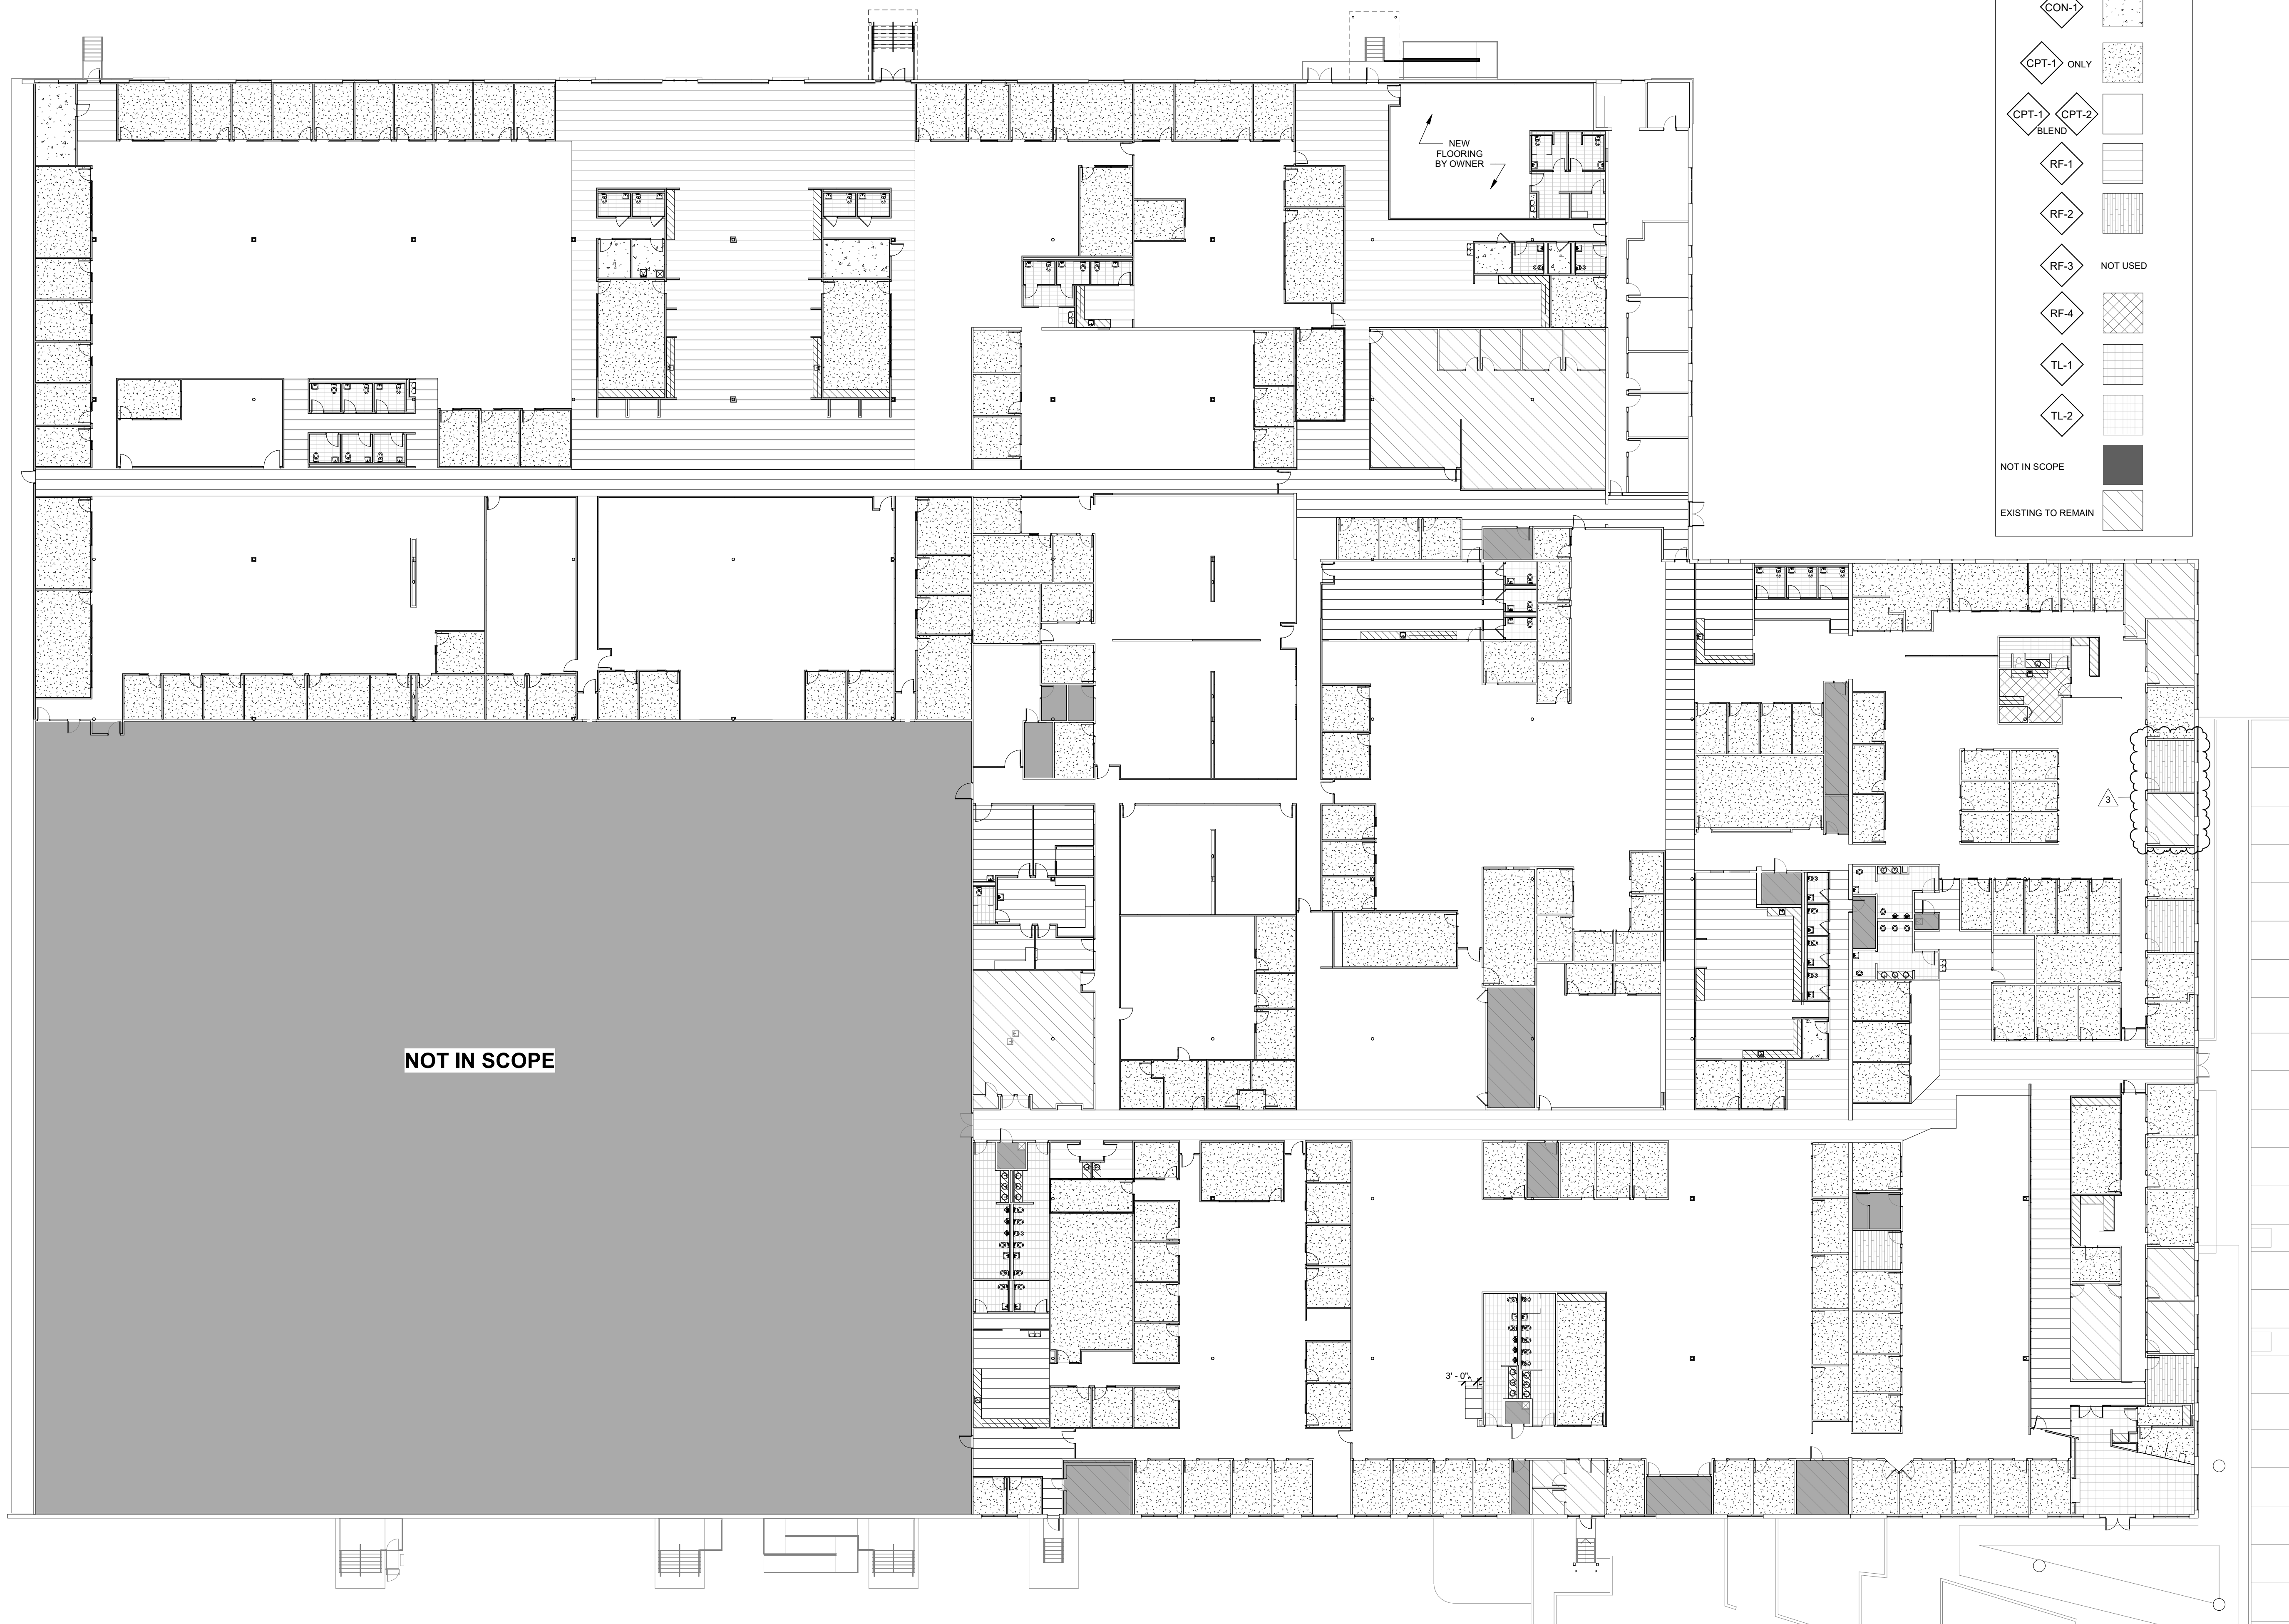 CON-1
CPT-1 ONLY
CPT-1 CPT-2
BLEND
RF-1
RF-2
RF-3 NOT USED
RF-4
TL-1
TL-2
NOT IN SCOPE
EXISTING TO REMAIN
NEW
FLOORING
BY OWNER
3
NOT IN SCOPE
3' - 0"